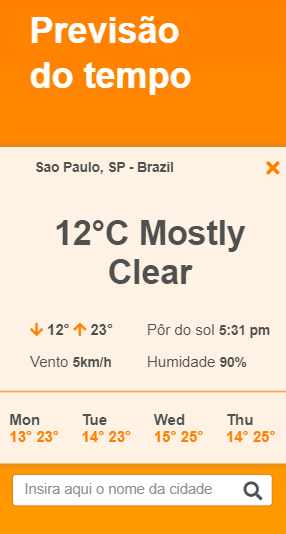 Previsão
do tempo
Sao Paulo, SP - Brazil
12°C Mostly
Clear
12° 23° Pôr do sol 5:31 pm
Vento 5km/h Humidade 90%
Mon Tue Wed Thu
13° 23° 14° 23° 15° 25° 14° 25°
Insira aqui o nome da cidade